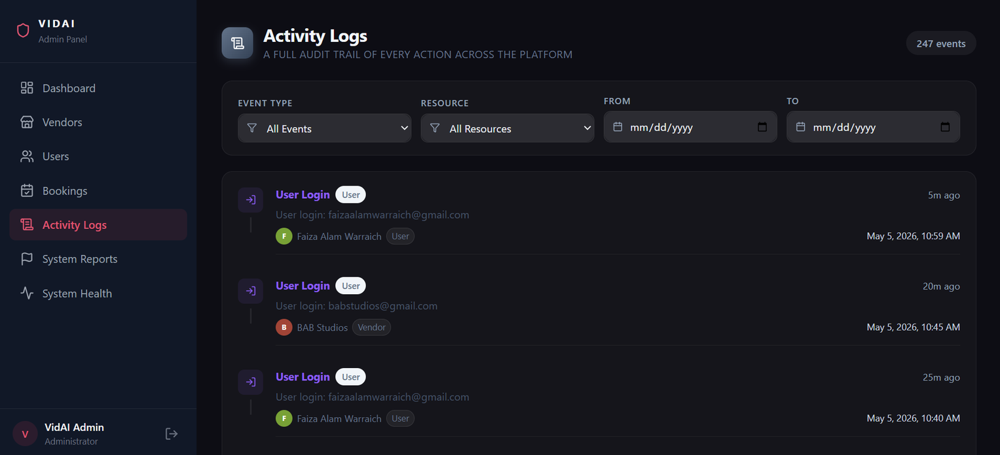 VIDAI
Admin Panel
Dashboard
Vendors
Users
Bookings
Activity Logs
System Reports
System Health
V
VidAI Admin
Administrator
Activity Logs
A FULL AUDIT TRAIL OF EVERY ACTION ACROSS THE PLATFORM
247 events
EVENT TYPE
All Events
RESOURCE
All Resources
FROM
mm/dd/yyyy
TO
mm/dd/yyyy
User Login User 5m ago
User login: faizaalamwarraich@gmail.com
F Faiza Alam Warraich User May 5, 2026, 10:59 AM
User Login User 20m ago
User login: babstudios@gmail.com
B BAB Studios Vendor May 5, 2026, 10:45 AM
User Login User 25m ago
User login: faizaalamwarraich@gmail.com
F Faiza Alam Warraich User May 5, 2026, 10:40 AM